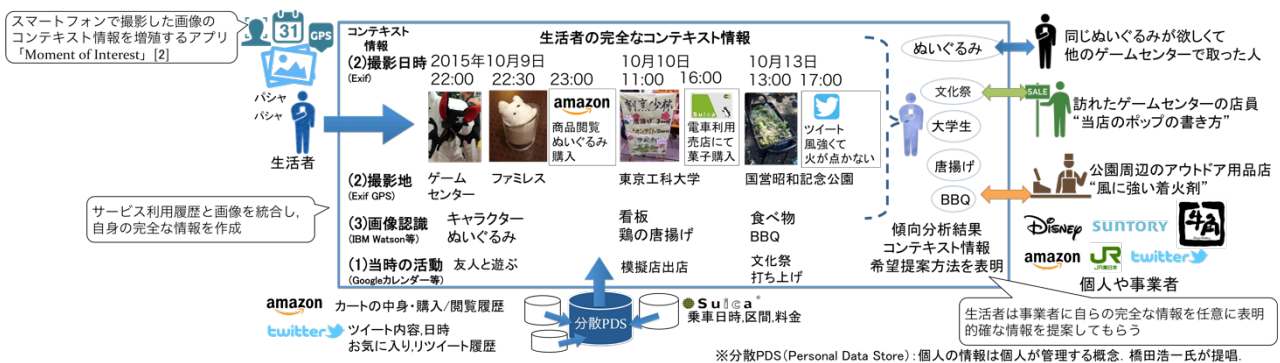 スマートフォンで撮影した画像の
コンテキスト情報を増殖するアプリ
「Moment of Interest」[2]
31
GPS
パシャ
パシャ
生活者
サービス利用履歴と画像を統合し,
自身の完全な情報を作成
コンテキスト
情報
生活者の完全なコンテキスト情報
(2)撮影日時
(Exif)
2015年10月9日
22:00 22:30 23:00
10月10日
11:00 16:00
10月13日
13:00 17:00
amazon
商品閲覧
ぬいぐるみ
購入
Suica
電車利用
売店にて
菓子購入
ツイート
風強くて
火が点かない
(2)撮影地
(Exif GPS)
ゲーム
センター
ファミレス
東京工科大学
国営昭和記念公園
(3)画像認識
(IBM Watson等)
キャラクター
ぬいぐるみ
看板
鶏の唐揚げ
食べ物
BBQ
(1)当時の活動
(Googleカレンダー等)
友人と遊ぶ
模擬店出店
文化祭
打ち上げ
ぬいぐるみ
文化祭
大学生
唐揚げ
BBQ
傾向分析結果
コンテキスト情報
希望提案方法を表明
同じぬいぐるみが欲しくて
他のゲームセンターで取った人
SALE
訪れたゲームセンターの店員
“当店のポップの書き方”
公園周辺のアウトドア用品店
“風に強い着火剤”
Disney SUNTORY 牛角
amazon JR JR東日本 twitter
個人や事業者
生活者は事業者に自らの完全な情報を任意に表明
的確な情報を提案してもらう
amazon カートの中身・購入/閲覧履歴
twitter ツイート内容,日時
お気に入り,リツイート履歴
分散PDS
Suica
乗車日時,区間,料金
※分散PDS(Personal Data Store):個人の情報は個人が管理する概念. 橋田浩一氏が提唱.